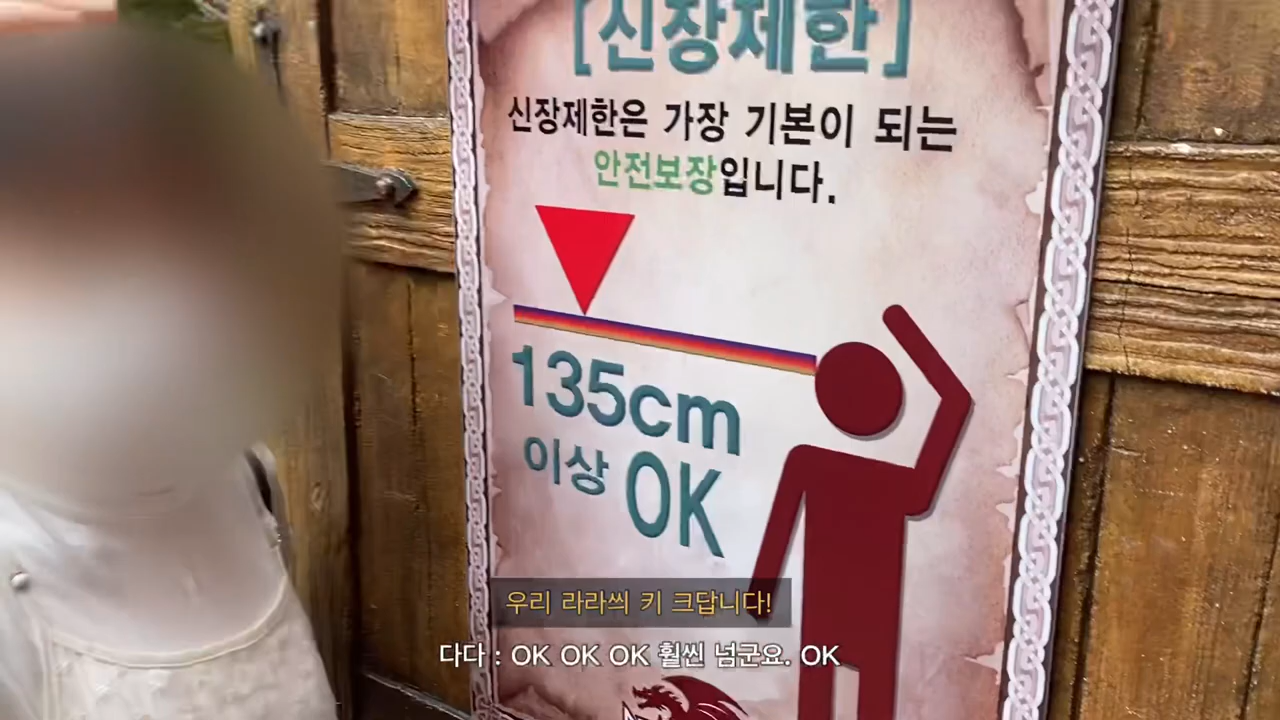 [신장제한]
신장제한은 가장 기본이 되는
안전보장입니다.
135cm
이상 OK
우리 라라씌 키 크답니다!
다다 : OK OK OK 훨씬 넘군요. OK